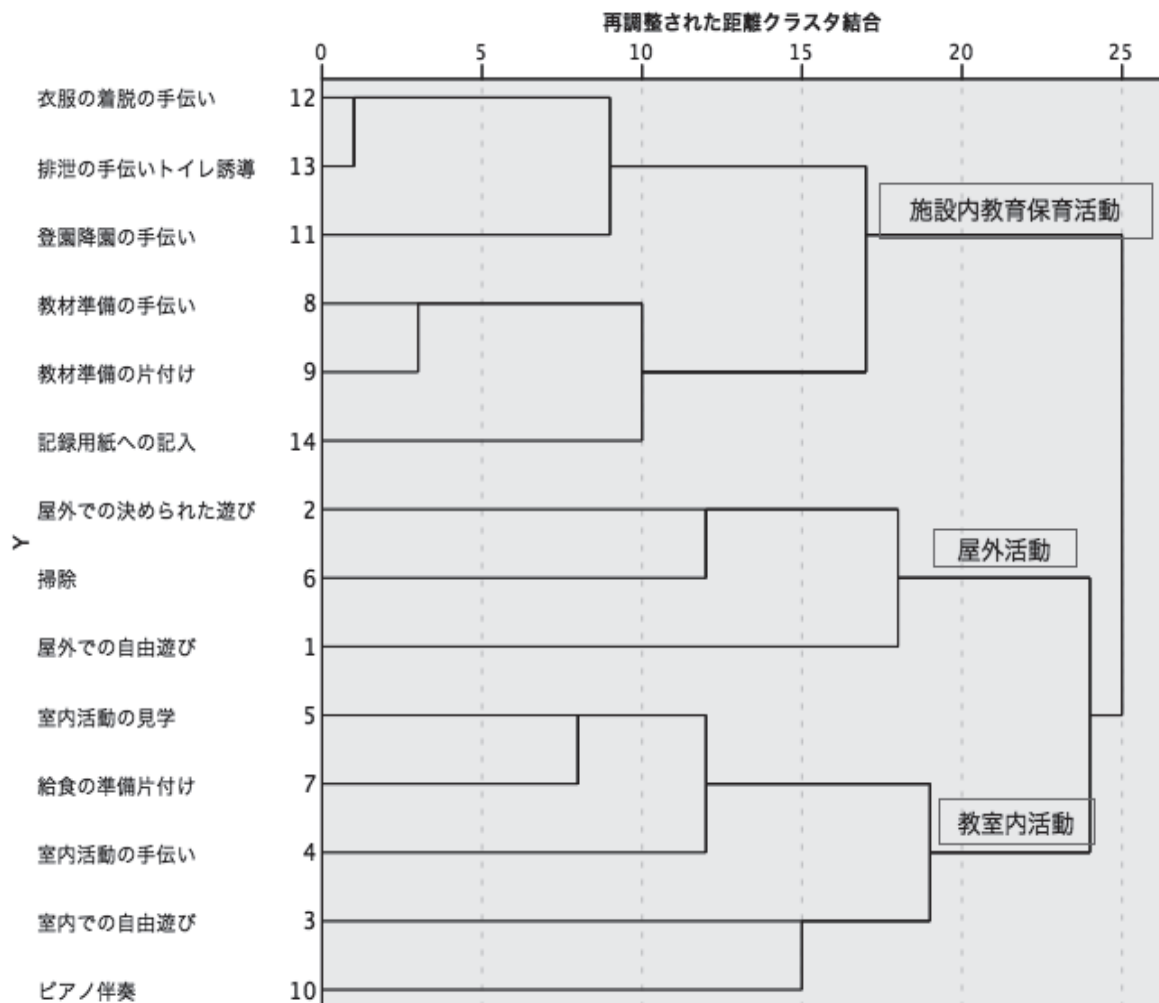 再調整された距離クラスタ結合
0 5 10 15 20 25
衣服の着脱の手伝い 12
排泄の手伝いトイレ誘導 13
施設内教育保育活動
登園降園の手伝い 11
教材準備の手伝い 8
教材準備の片付け 9
記録用紙への記入 14
屋外での決められた遊び 2
Y
屋外活動
掃除 6
屋外での自由遊び 1
室内活動の見学 5
給食の準備片付け 7
教室内活動
室内活動の手伝い 4
室内での自由遊び 3
ピアノ伴奏 10